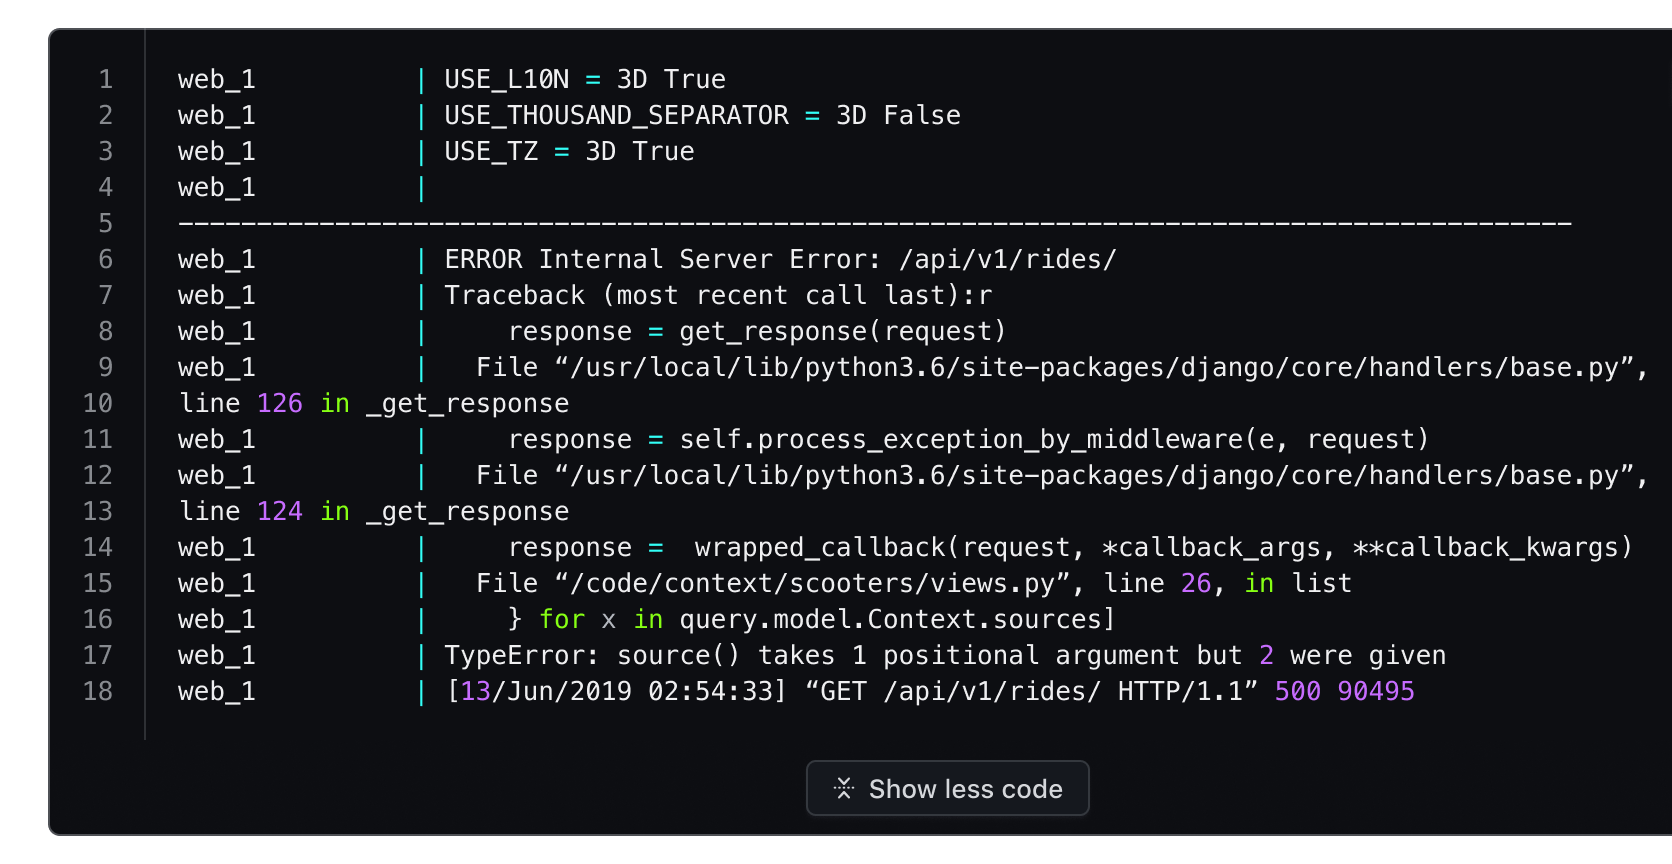 1 web_1 | USE_L10N = 3D True
2 web_1 | USE_THOUSAND_SEPARATOR = 3D False
3 web_1 | USE_TZ = 3D True
4 web_1 |
5 –––––––––––––––––––––––––––––––––––––––––––––––––––––––––––––––––––––––––––––––––––––––––
6 web_1 | ERROR Internal Server Error: /api/v1/rides/
7 web_1 | Traceback (most recent call last):r
8 web_1 | response = get_response(request)
9 web_1 | File “/usr/local/lib/python3.6/site–packages/django/core/handlers/base.py”,
10 line 126 in _get_response
11 web_1 | response = self.process_exception_by_middleware(e, request)
12 web_1 | File “/usr/local/lib/python3.6/site–packages/django/core/handlers/base.py”,
13 line 124 in _get_response
14 web_1 | response = wrapped_callback(request, *callback_args, **callback_kwargs)
15 web_1 | File “/code/context/scooters/views.py”, line 26, in list
16 web_1 | } for x in query.model.Context.sources]
17 web_1 | TypeError: source() takes 1 positional argument but 2 were given
18 web_1 | [13/Jun/2019 02:54:33] “GET /api/v1/rides/ HTTP/1.1” 500 90495
Show less code